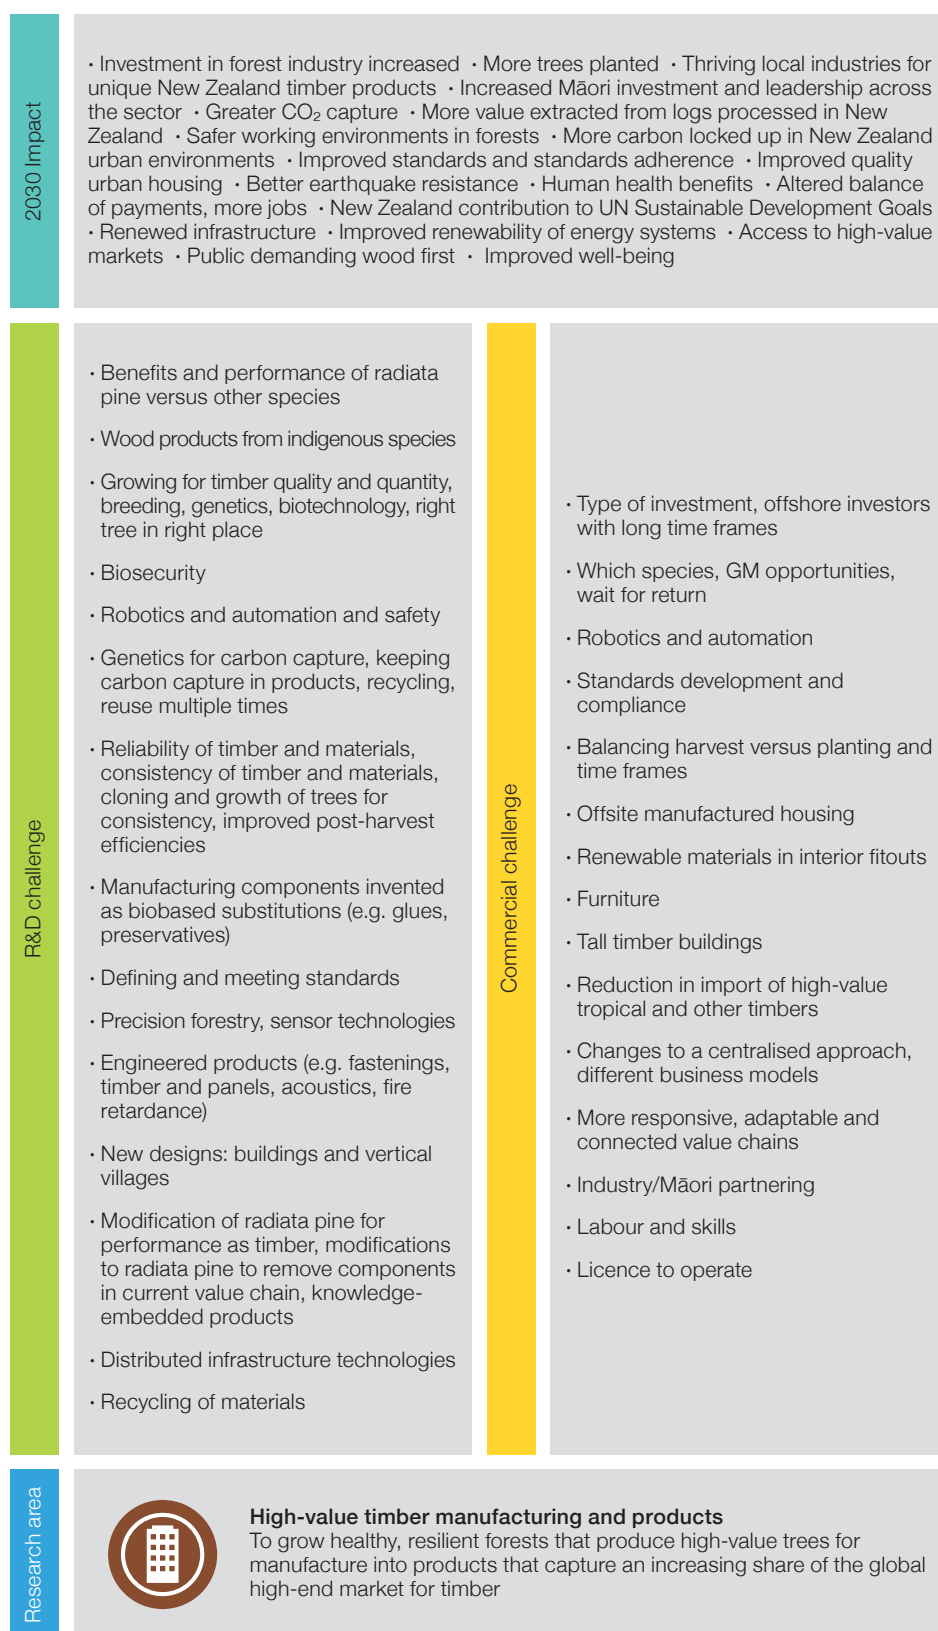 2030 Impact
· Investment in forest industry increased · More trees planted · Thriving local industries for
unique New Zealand timber products · Increased Māori investment and leadership across
the sector · Greater CO₂ capture · More value extracted from logs processed in New
Zealand · Safer working environments in forests · More carbon locked up in New Zealand
urban environments · Improved standards and standards adherence · Improved quality
urban housing · Better earthquake resistance · Human health benefits · Altered balance
of payments, more jobs · New Zealand contribution to UN Sustainable Development Goals
· Renewed infrastructure · Improved renewability of energy systems · Access to high-value
markets · Public demanding wood first · Improved well-being
R&D challenge
· Benefits and performance of radiata
pine versus other species
· Wood products from indigenous species
· Growing for timber quality and quantity,
breeding, genetics, biotechnology, right
tree in right place
· Biosecurity
· Robotics and automation and safety
· Genetics for carbon capture, keeping
carbon capture in products, recycling,
reuse multiple times
· Reliability of timber and materials,
consistency of timber and materials,
cloning and growth of trees for
consistency, improved post-harvest
efficiencies
· Manufacturing components invented
as biobased substitutions (e.g. glues,
preservatives)
· Defining and meeting standards
· Precision forestry, sensor technologies
· Engineered products (e.g. fastenings,
timber and panels, acoustics, fire
retardance)
· New designs: buildings and vertical
villages
· Modification of radiata pine for
performance as timber, modifications
to radiata pine to remove components
in current value chain, knowledge-
embedded products
· Distributed infrastructure technologies
· Recycling of materials
Commercial challenge
· Type of investment, offshore investors
with long time frames
· Which species, GM opportunities,
wait for return
· Robotics and automation
· Standards development and
compliance
· Balancing harvest versus planting and
time frames
· Offsite manufactured housing
· Renewable materials in interior fitouts
· Furniture
· Tall timber buildings
· Reduction in import of high-value
tropical and other timbers
· Changes to a centralised approach,
different business models
· More responsive, adaptable and
connected value chains
· Industry/Māori partnering
· Labour and skills
· Licence to operate
Research area
High-value timber manufacturing and products
To grow healthy, resilient forests that produce high-value trees for
manufacture into products that capture an increasing share of the global
high-end market for timber